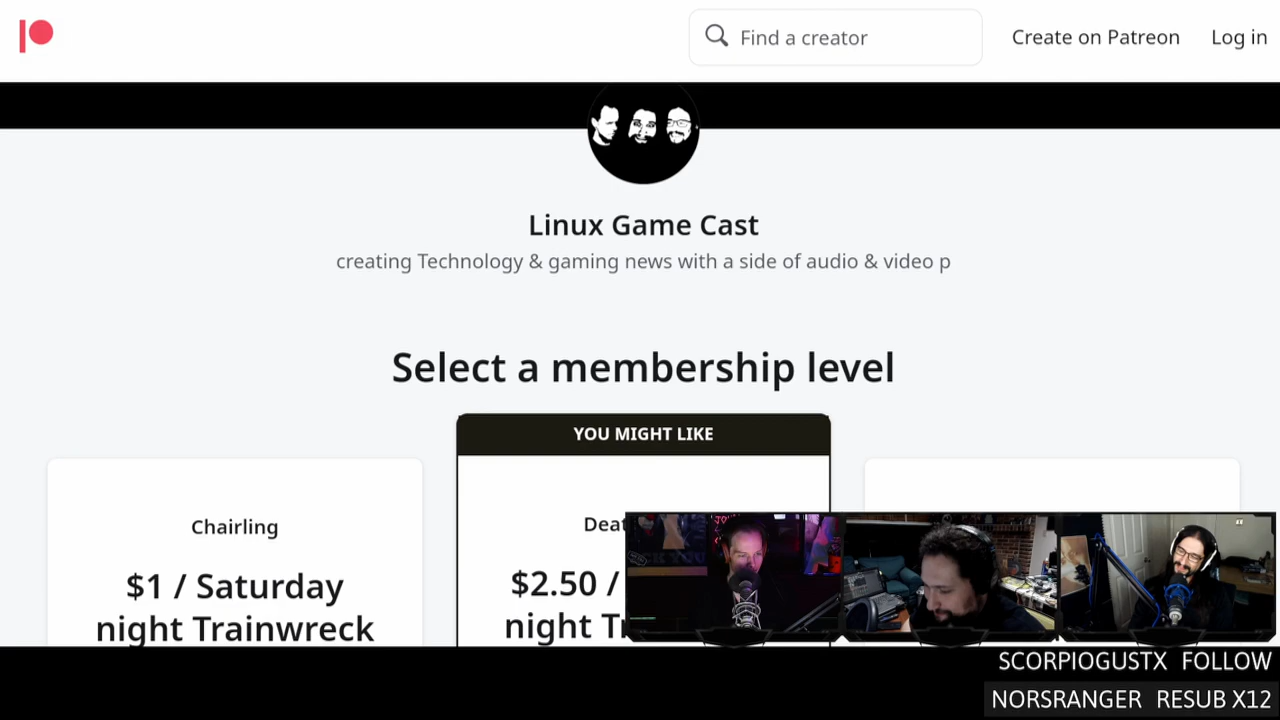 Find a creator
Create on Patreon
Log in
Linux Game Cast
creating Technology & gaming news with a side of audio & video p
Select a membership level
YOU MIGHT LIKE
Chairling
$1 / Saturday
night Trainwreck
$2.50 /
night
SCORPIOGUSTX FOLLOW
NORSRANGER RESUB X12